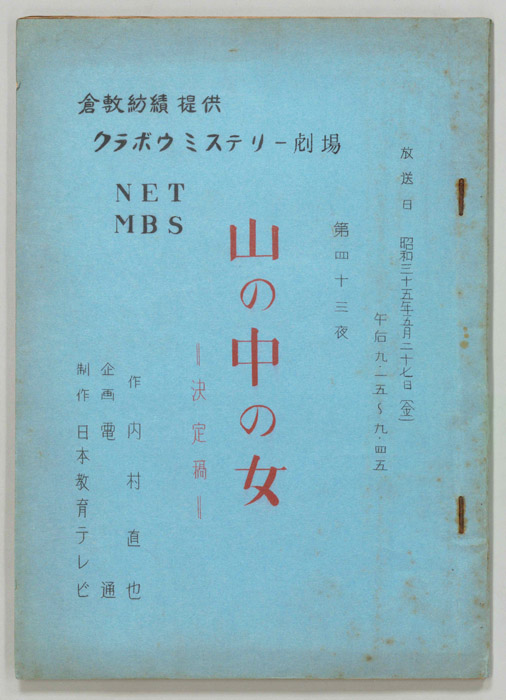 倉敷紡績 提供
クラボウ ミステリー劇場
NET
MBS
放送日 昭和三十五年五月二十七日(金)
午后九・一五〜九・四五
第四十三夜
山の中の女
＝決定稿＝
作 内村直也
企画 電通
制作 日本教育テレビ